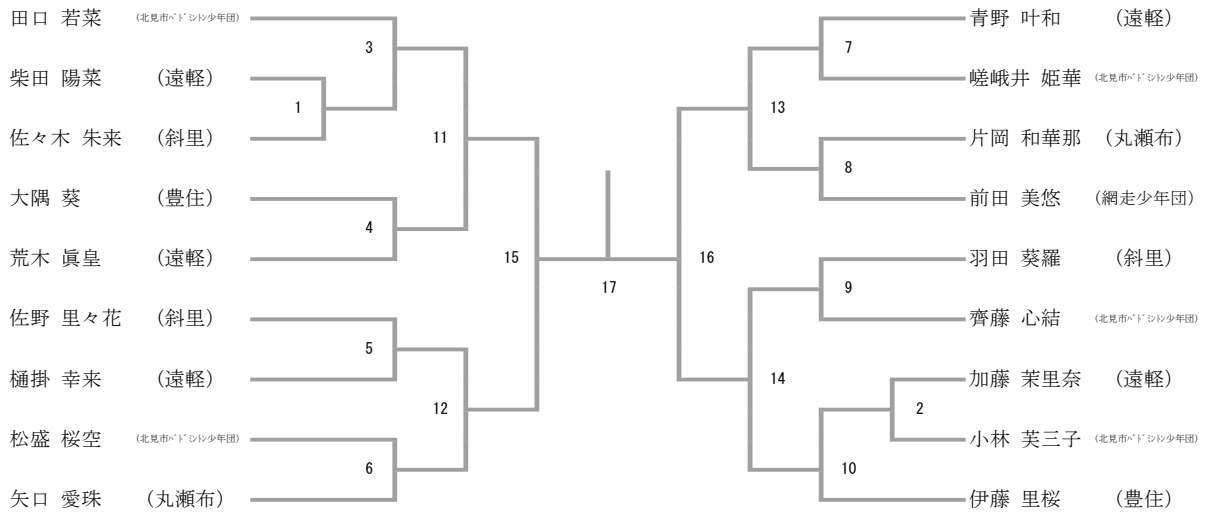 田口 若菜 (北見市バドミントン少年団)
3
柴田 陽菜 (遠軽)
1
佐々木 朱来 (斜里)
11
大隅 葵 (豊住)
4
荒木 眞皇 (遠軽)
15
佐野 里々花 (斜里)
5
樋掛 幸来 (遠軽)
12
松盛 桜空 (北見市バドミントン少年団)
6
矢口 愛珠 (丸瀬布)
17
青野 叶和 (遠軽)
7
嵯峨井 姫華 (北見市バドミントン少年団)
13
片岡 和華那 (丸瀬布)
8
前田 美悠 (網走少年団)
16
羽田 葵羅 (斜里)
9
齊藤 心結 (北見市バドミントン少年団)
14
加藤 茉里奈 (遠軽)
2
小林 芙三子 (北見市バドミントン少年団)
10
伊藤 里桜 (豊住)